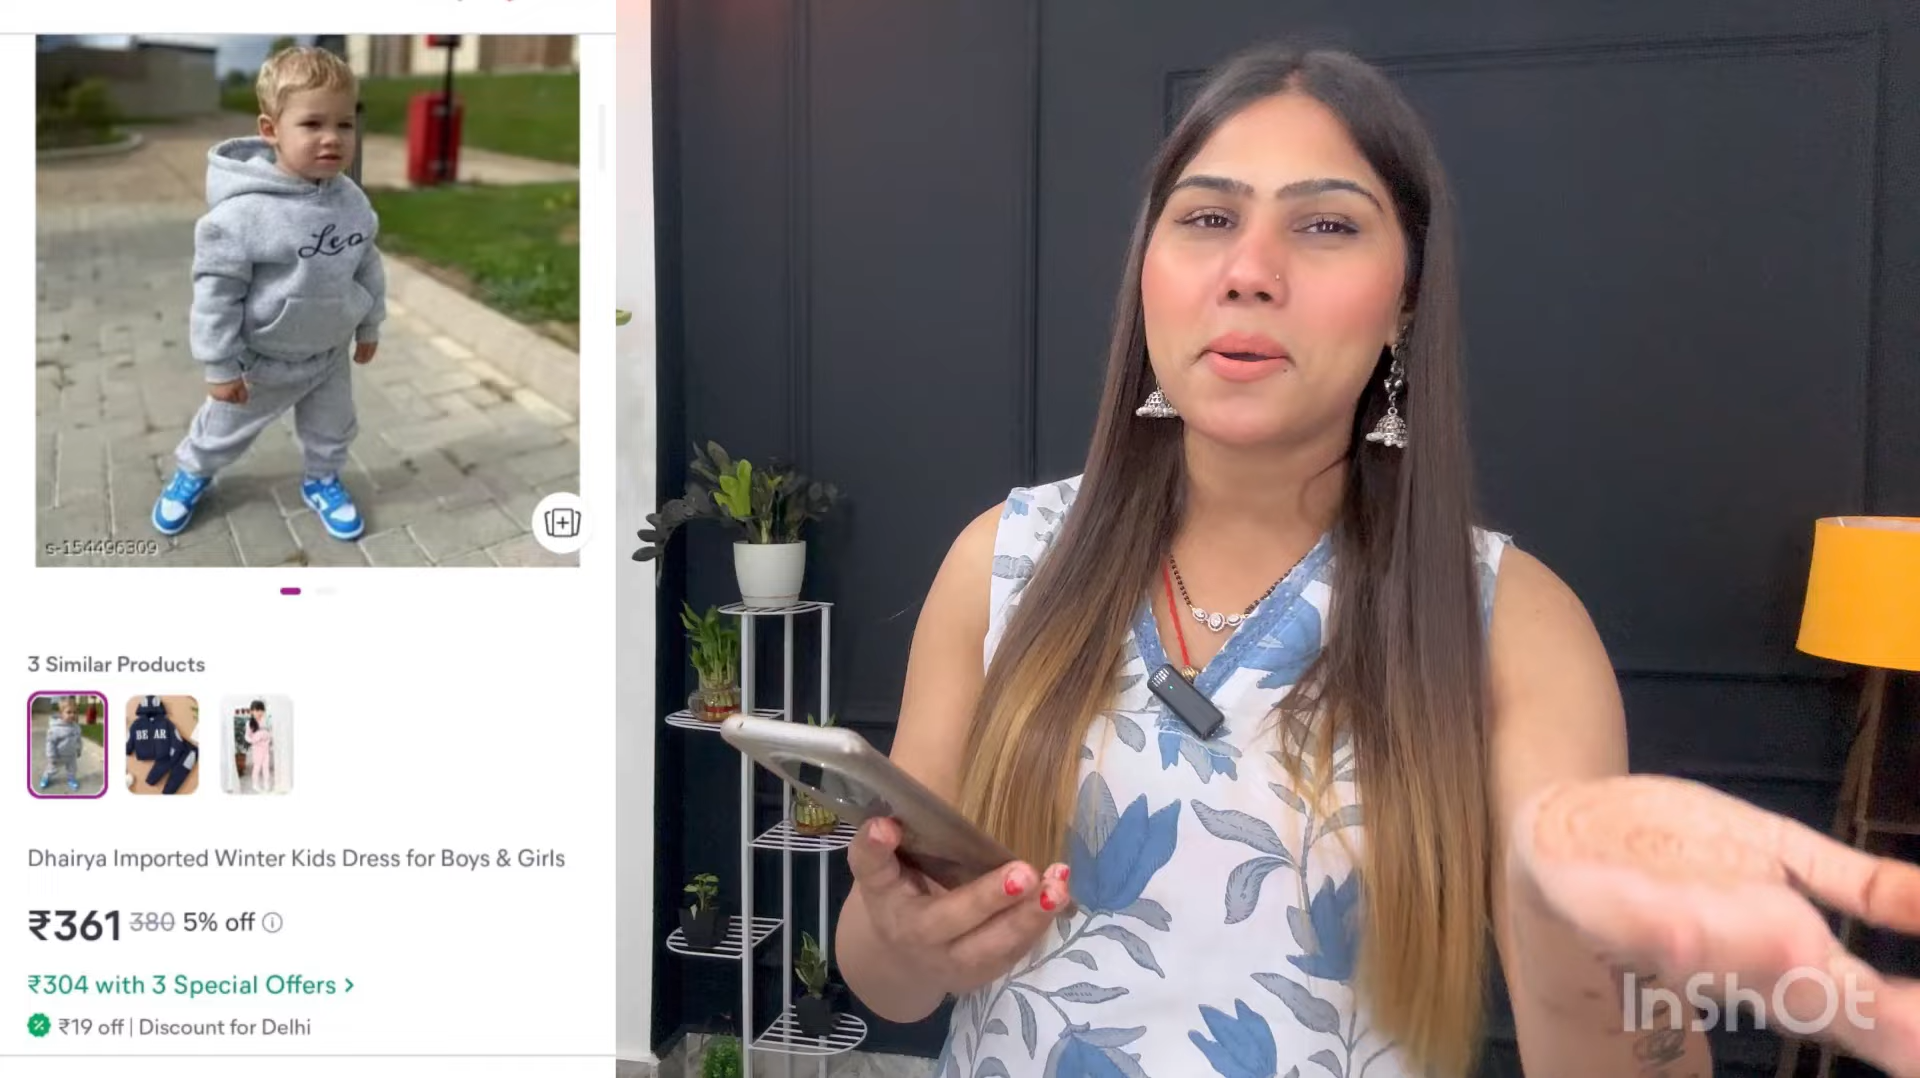 Leo
s-154496309
3 Similar Products
BE AR
Dhairya Imported Winter Kids Dress for Boys & Girls
₹361 380 5% off
₹304 with 3 Special Offers >
₹19 off | Discount for Delhi
InShOt